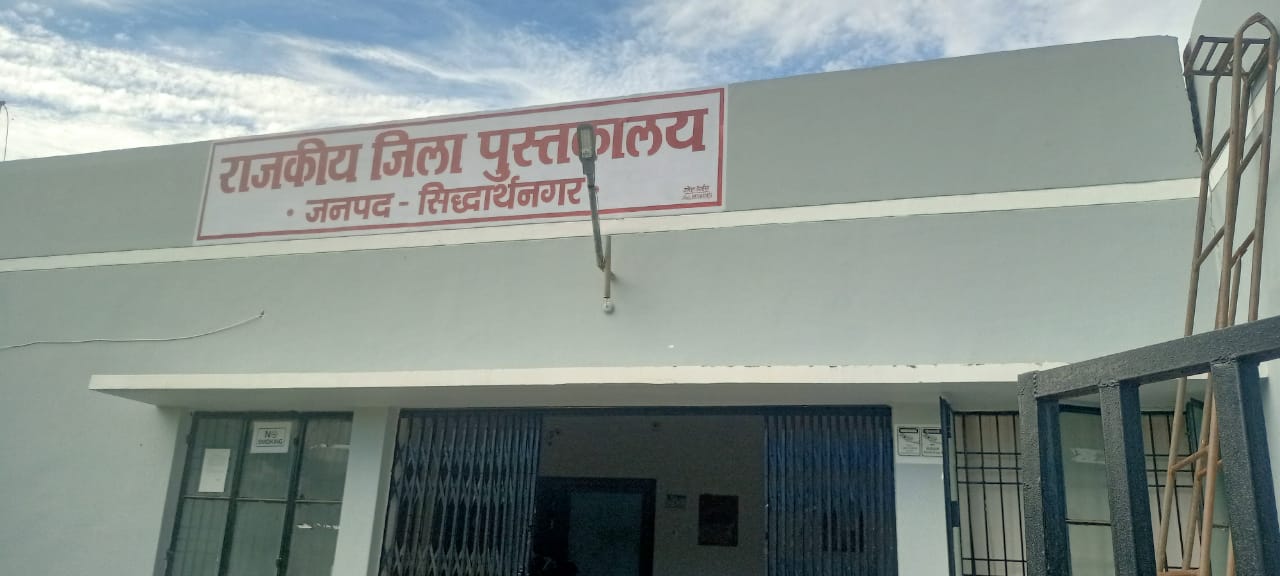 राजकीय जिला पुस्तकालय
जनपद - सिद्धार्थनगर
NO
SMOKING